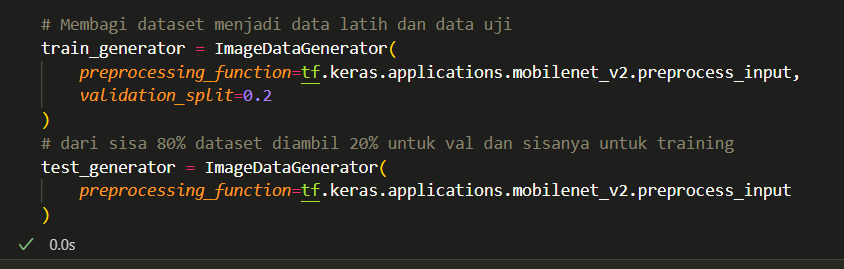 # Membagi dataset menjadi data latih dan data uji
train_generator = ImageDataGenerator(
    preprocessing_function=tf.keras.applications.mobilenet_v2.preprocess_input,
    validation_split=0.2
)
# dari sisa 80% dataset diambil 20% untuk val dan sisanya untuk training
test_generator = ImageDataGenerator(
    preprocessing_function=tf.keras.applications.mobilenet_v2.preprocess_input
)
0.0s